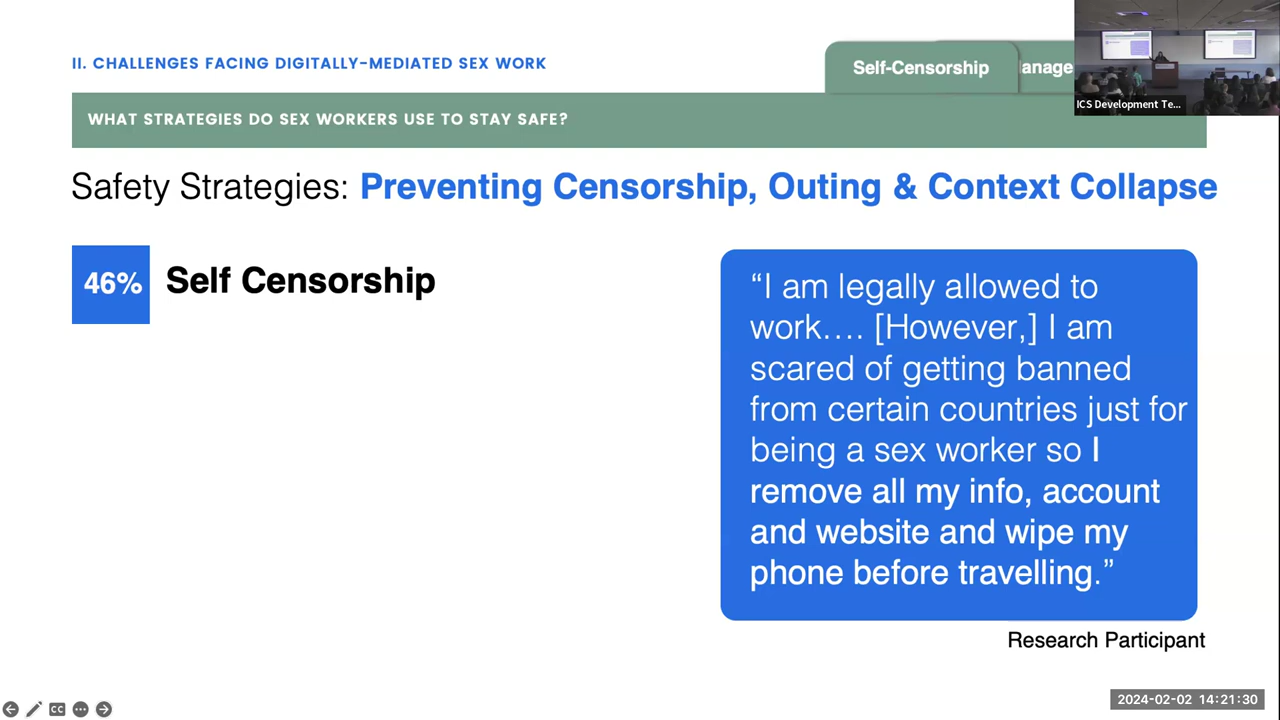 II. CHALLENGES FACING DIGITALLY-MEDIATED SEX WORK
Self-Censorship
WHAT STRATEGIES DO SEX WORKERS USE TO STAY SAFE?
ICS Development Te...
Safety Strategies: Preventing Censorship, Outing & Context Collapse
46% Self Censorship
“I am legally allowed to
work…. [However,] I am
scared of getting banned
from certain countries just for
being a sex worker so I
remove all my info, account
and website and wipe my
phone before travelling.”
Research Participant
CC
2024-02-02 14:21:30